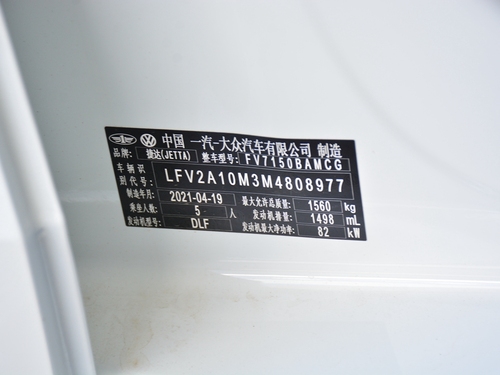 中国 一汽-大众汽车有限公司 制造
品牌: 捷达(JETTA) 整车型号: FV7150BAMCG
车辆识别代号: LFV2A10M3M4808977
制造年月 2021-04-19 最大允许总质量: 1560 kg
乘坐人数: 5 人 发动机排量: 1498 mL
发动机型号: DLF 发动机最大净功率: 82 kW